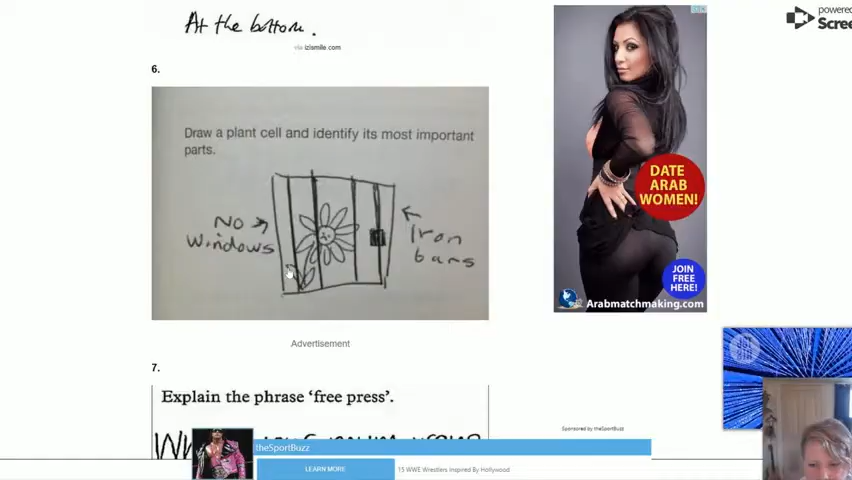 At the bottom.
via izismile.com
6.
Draw a plant cell and identify its most important
parts.
No
windows
Iron
bars
Advertisement
7.
Explain the phrase 'free press'.
theSportBuzz
LEARN MORE
15 WWE Wrestlers Inspired By Hollywood
Sponsored by theSportBuzz
DATE
ARAB
WOMEN!
JOIN
FREE
HERE!
Arabmatchmaking.com
powered
Scree